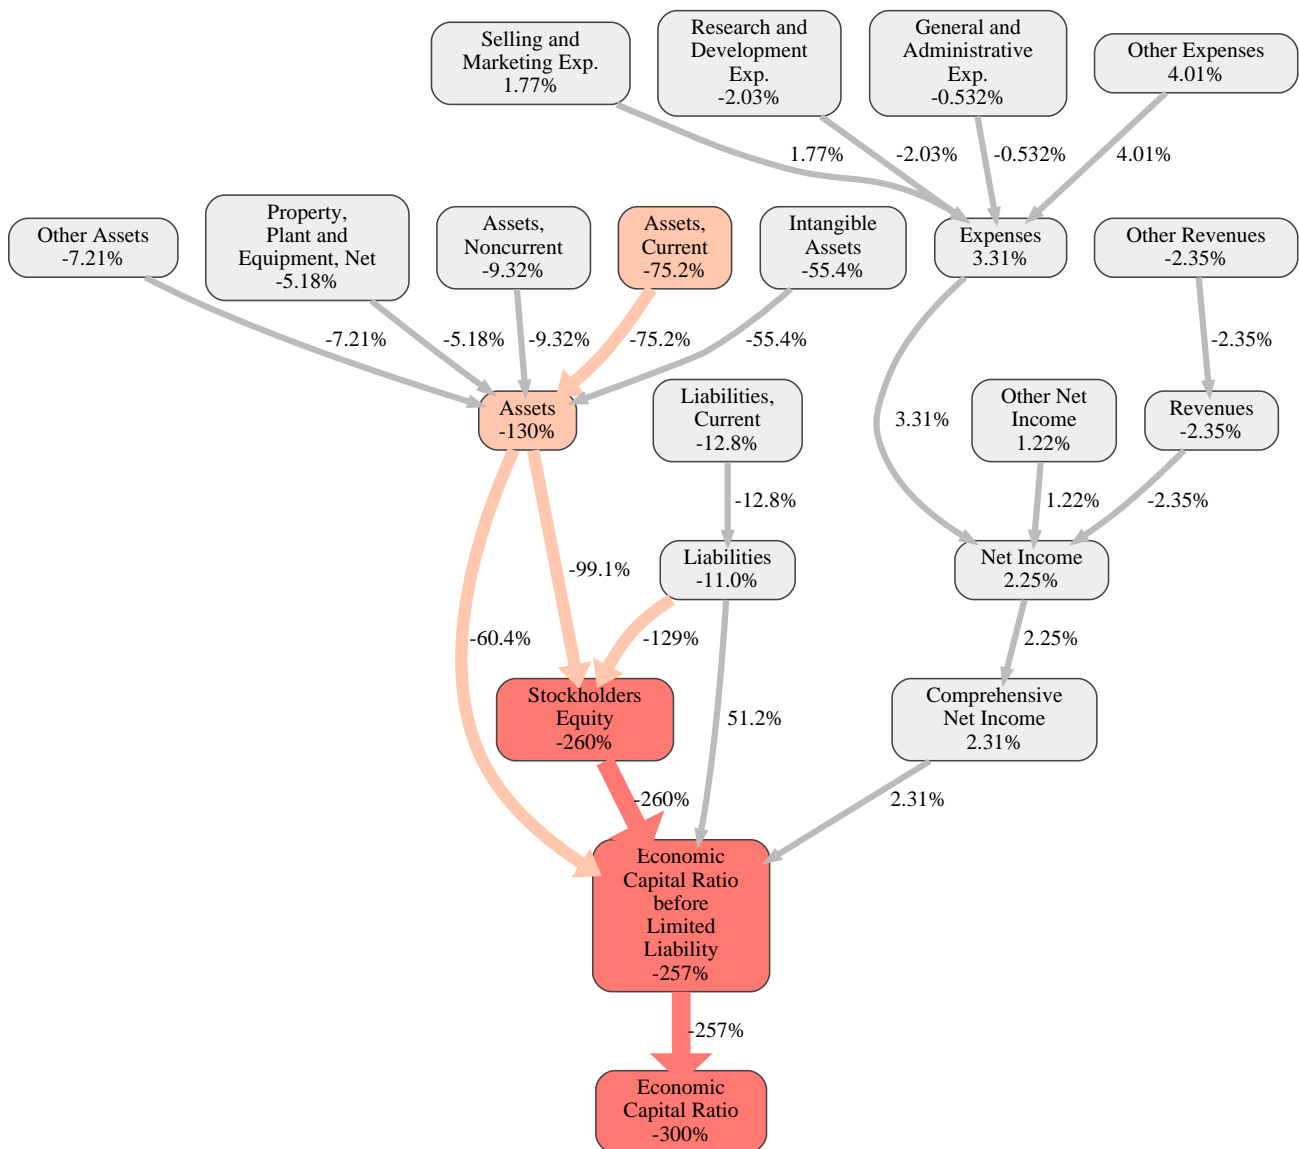 Selling and
Marketing Exp.
1.77%
Research and
Development
Exp.
-2.03%
General and
Administrative
Exp.
-0.532%
Other Expenses
4.01%
1.77%
-2.03%
-0.532%
4.01%
Other Assets
-7.21%
Property,
Plant and
Equipment, Net
-5.18%
Assets,
Noncurrent
-9.32%
Assets,
Current
-75.2%
Intangible
Assets
-55.4%
Expenses
3.31%
Other Revenues
-2.35%
-7.21%
-5.18%
-9.32%
-75.2%
-55.4%
-2.35%
Assets
-130%
Liabilities,
Current
-12.8%
3.31%
Other Net
Income
1.22%
Revenues
-2.35%
-12.8%
1.22%
-2.35%
-99.1%
Liabilities
-11.0%
Net Income
2.25%
-60.4%
-129%
2.25%
Stockholders
Equity
-260%
51.2%
Comprehensive
Net Income
2.31%
-260%
2.31%
Economic
Capital Ratio
before
Limited
Liability
-257%
-257%
Economic
Capital Ratio
-300%